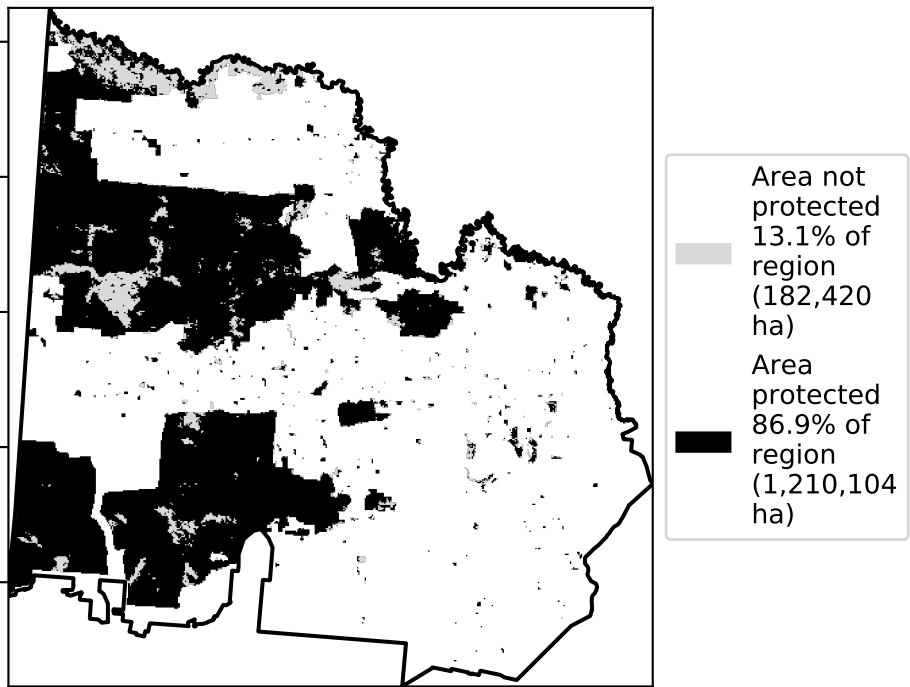 Area not
protected
13.1% of
region
(182,420
ha)
Area
protected
86.9% of
region
(1,210,104
ha)